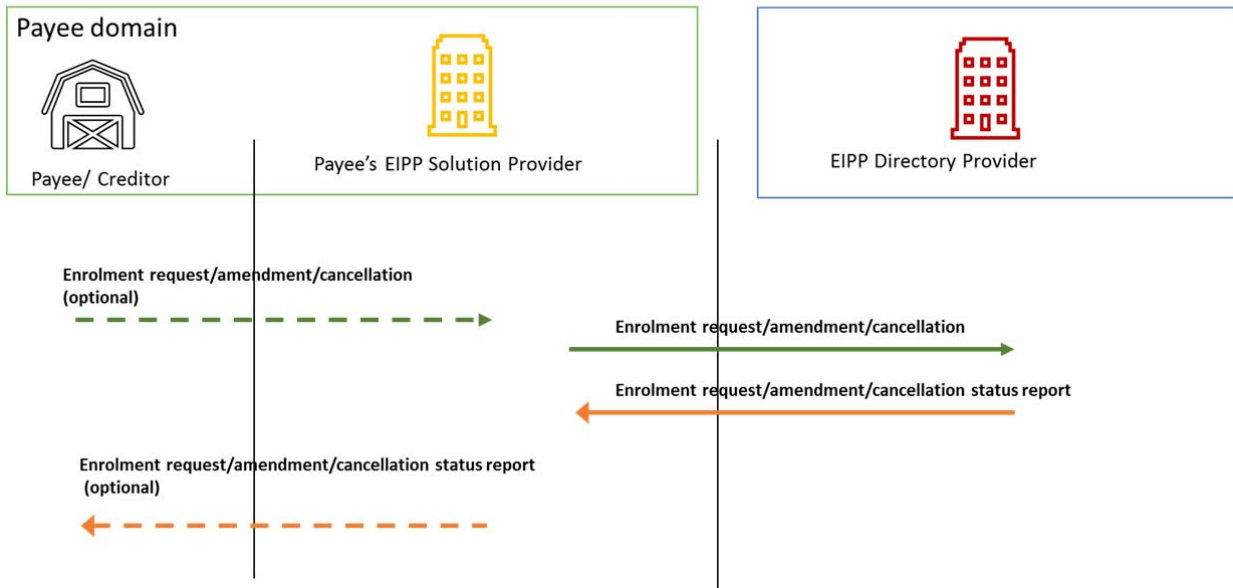 Payee domain
Payee/ Creditor
Payee's EIPP Solution Provider
EIPP Directory Provider
Enrolment request/amendment/cancellation
(optional)
Enrolment request/amendment/cancellation
Enrolment request/amendment/cancellation status report
Enrolment request/amendment/cancellation status report
(optional)